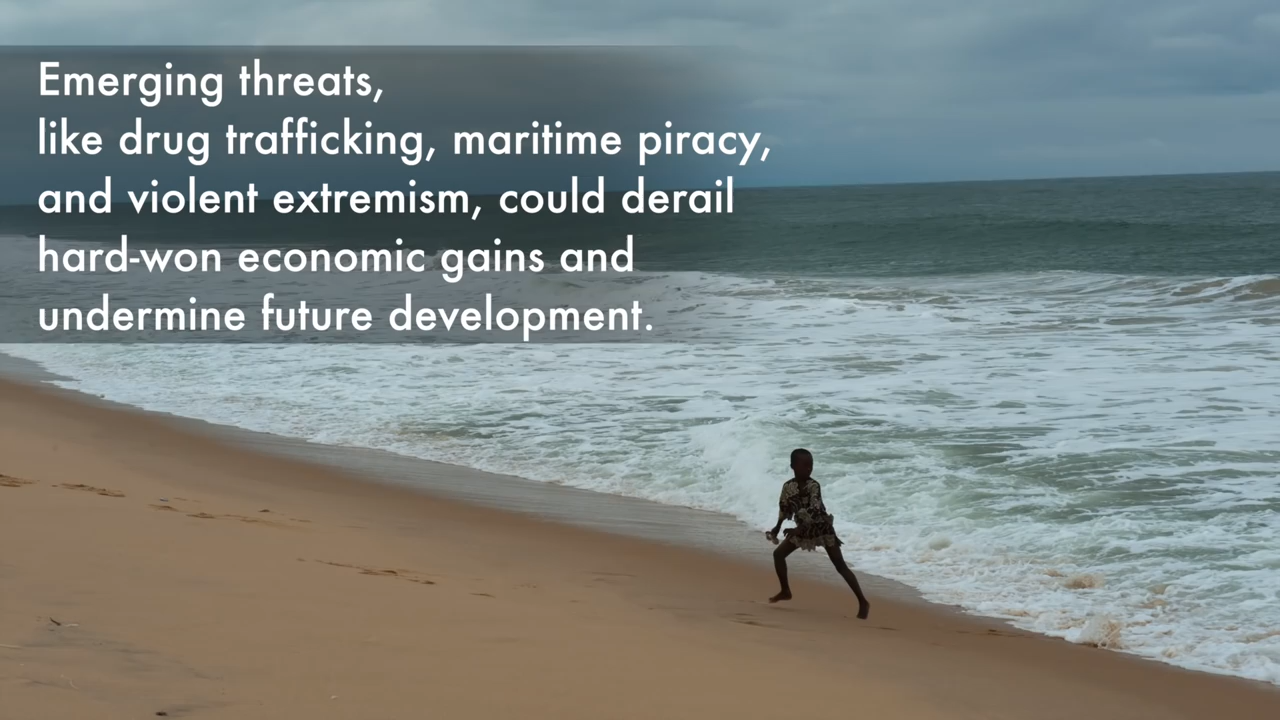 Emerging threats,
like drug trafficking, maritime piracy,
and violent extremism, could derail
hard-won economic gains and
undermine future development.